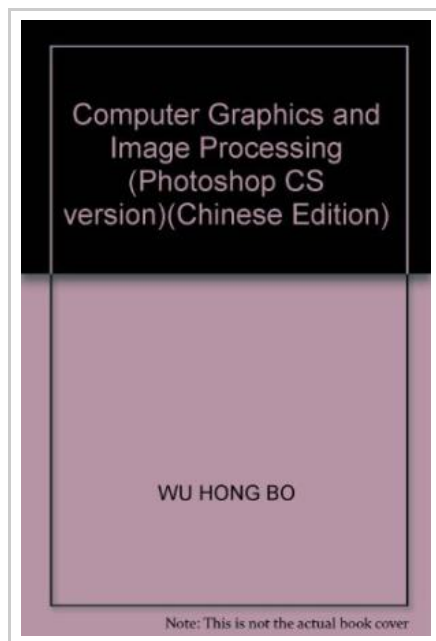 Computer Graphics and
Image Processing
(Photoshop CS
version)(Chinese Edition)
WU HONG BO
Note: This is not the actual book cover